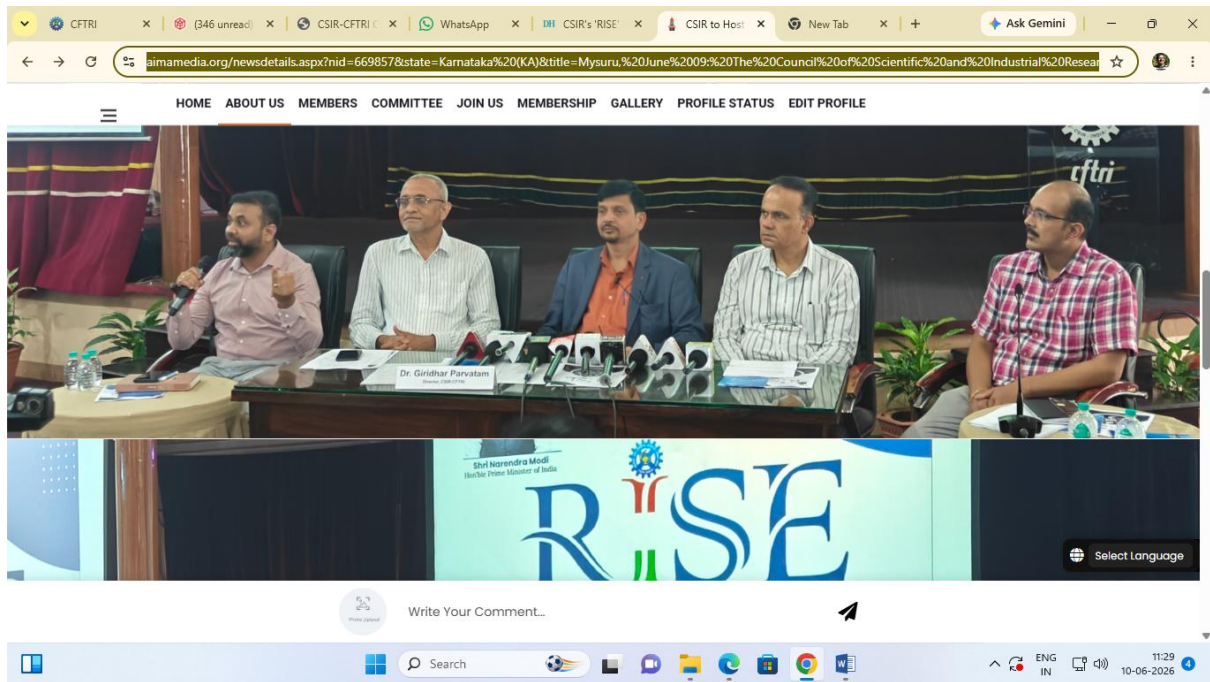 CFTRI
(346 unread)
CSIR-CFTRI
WhatsApp
DH CSIR's 'RISE'
CSIR to Host
New Tab
Ask Gemini
aimamedia.org/newsdetails.aspx?nid=669857&state=Karnataka%20(KA)&title=Mysuru,%20June%2009:%20The%20Council%20of%20Scientific%20and%20Industrial%20Resear
HOME ABOUT US MEMBERS COMMITTEE JOIN US MEMBERSHIP GALLERY PROFILE STATUS EDIT PROFILE
cftri
Dr. Giridhar Parvatam
Director, CSIR-CFTRI
Shri Narendra Modi
Hon'ble Prime Minister of India
RISE
Select Language
Write Your Comment...
Search
ENG
IN
11:29
10-06-2026
4